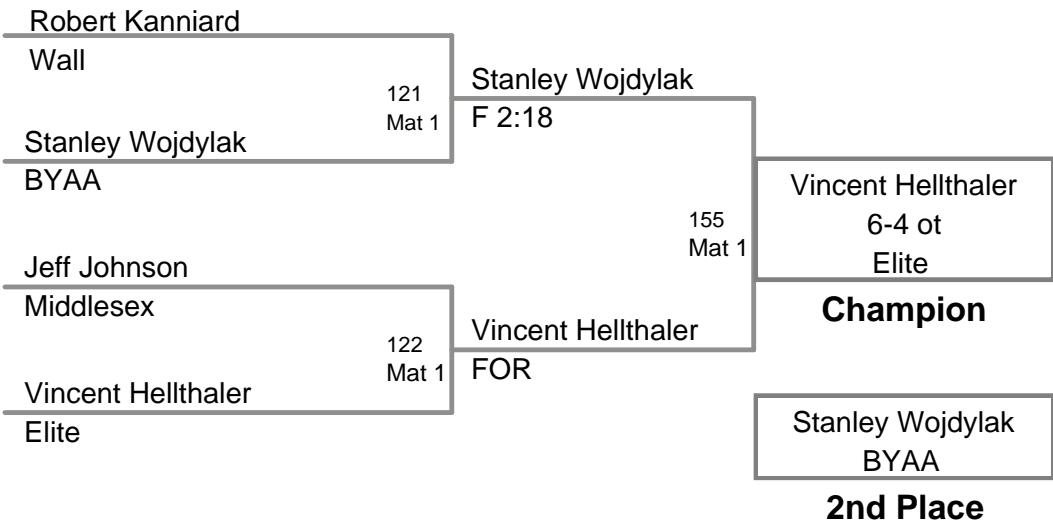 Robert Kanniard
Wall
121
Mat 1
Stanley Wojdylak
BYAA
Stanley Wojdylak
F 2:18
Jeff Johnson
Middlesex
122
Mat 1
Vincent Hellthaler
Elite
Vincent Hellthaler
FOR
155
Mat 1
Vincent Hellthaler
6-4 ot
Elite
Champion
Stanley Wojdylak
BYAA
2nd Place